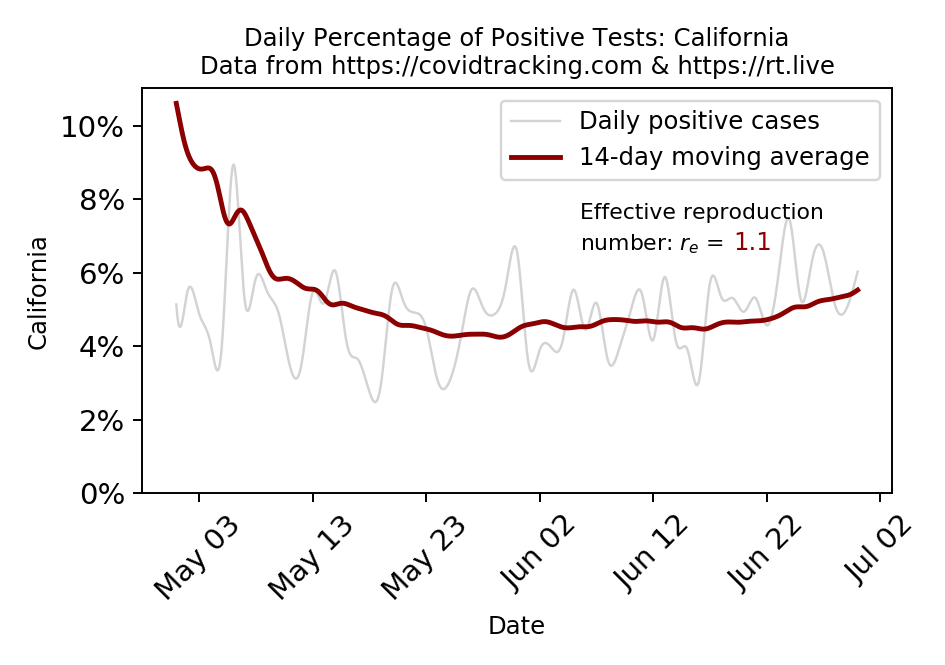 Daily Percentage of Positive Tests: California
Data from https://covidtracking.com & https://rt.live
Daily positive cases
14-day moving average
Effective reproduction
number: rₑ = 1.1
California
10%
8%
6%
4%
2%
0%
May 03
May 13
May 23
Jun 02
Jun 12
Jun 22
Jul 02
Date